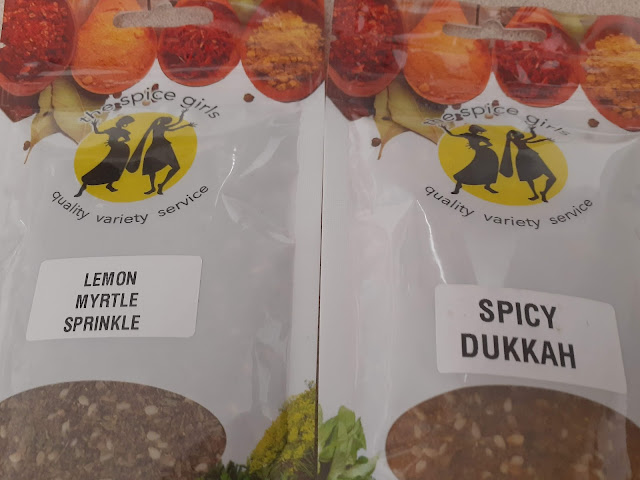 the spice girls
quality variety service
LEMON
MYRTLE
SPRINKLE
the spice girls
quality variety service
SPICY
DUKKAH